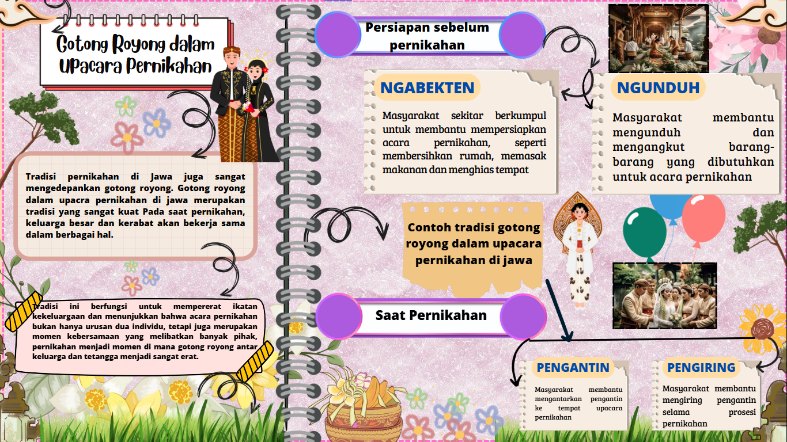 Gotong Royong dalam
UPacara Pernikahan
Tradisi pernikahan di Jawa juga sangat
mengedepankan gotong royong. Gotong royong
dalam upacra pernikahan di jawa merupakan
tradisi yang sangat kuat Pada saat pernikahan,
keluarga besar dan kerabat akan bekerja sama
dalam berbagai hal.
Tradisi ini berfungsi untuk mempererat ikatan
kekeluargaan dan menunjukkan bahwa acara pernikahan
bukan hanya urusan dua individu, tetapi juga merupakan
momen kebersamaan yang melibatkan banyak pihak,
pernikahan menjadi momen di mana gotong royong antar
keluarga dan tetangga menjadi sangat erat.
Persiapan sebelum
pernikahan
NGABEKTEN
Masyarakat sekitar berkumpul
untuk membantu mempersiapkan
acara pernikahan, seperti
membersihkan rumah, memasak
makanan dan menghias tempat
NGUNDUH
Masyarakat membantu
mengunduh dan
mengangkut barang-
barang yang dibutuhkan
untuk acara pernikahan
Contoh tradisi gotong
royong dalam upacara
pernikahan di jawa
Saat Pernikahan
PENGANTIN
Masyarakat membantu
mengantarkan pengantin
ke tempat upacara
pernikahan
PENGIRING
Masyarakat membantu
mengiring pengantin
selama prosesi
pernikahan